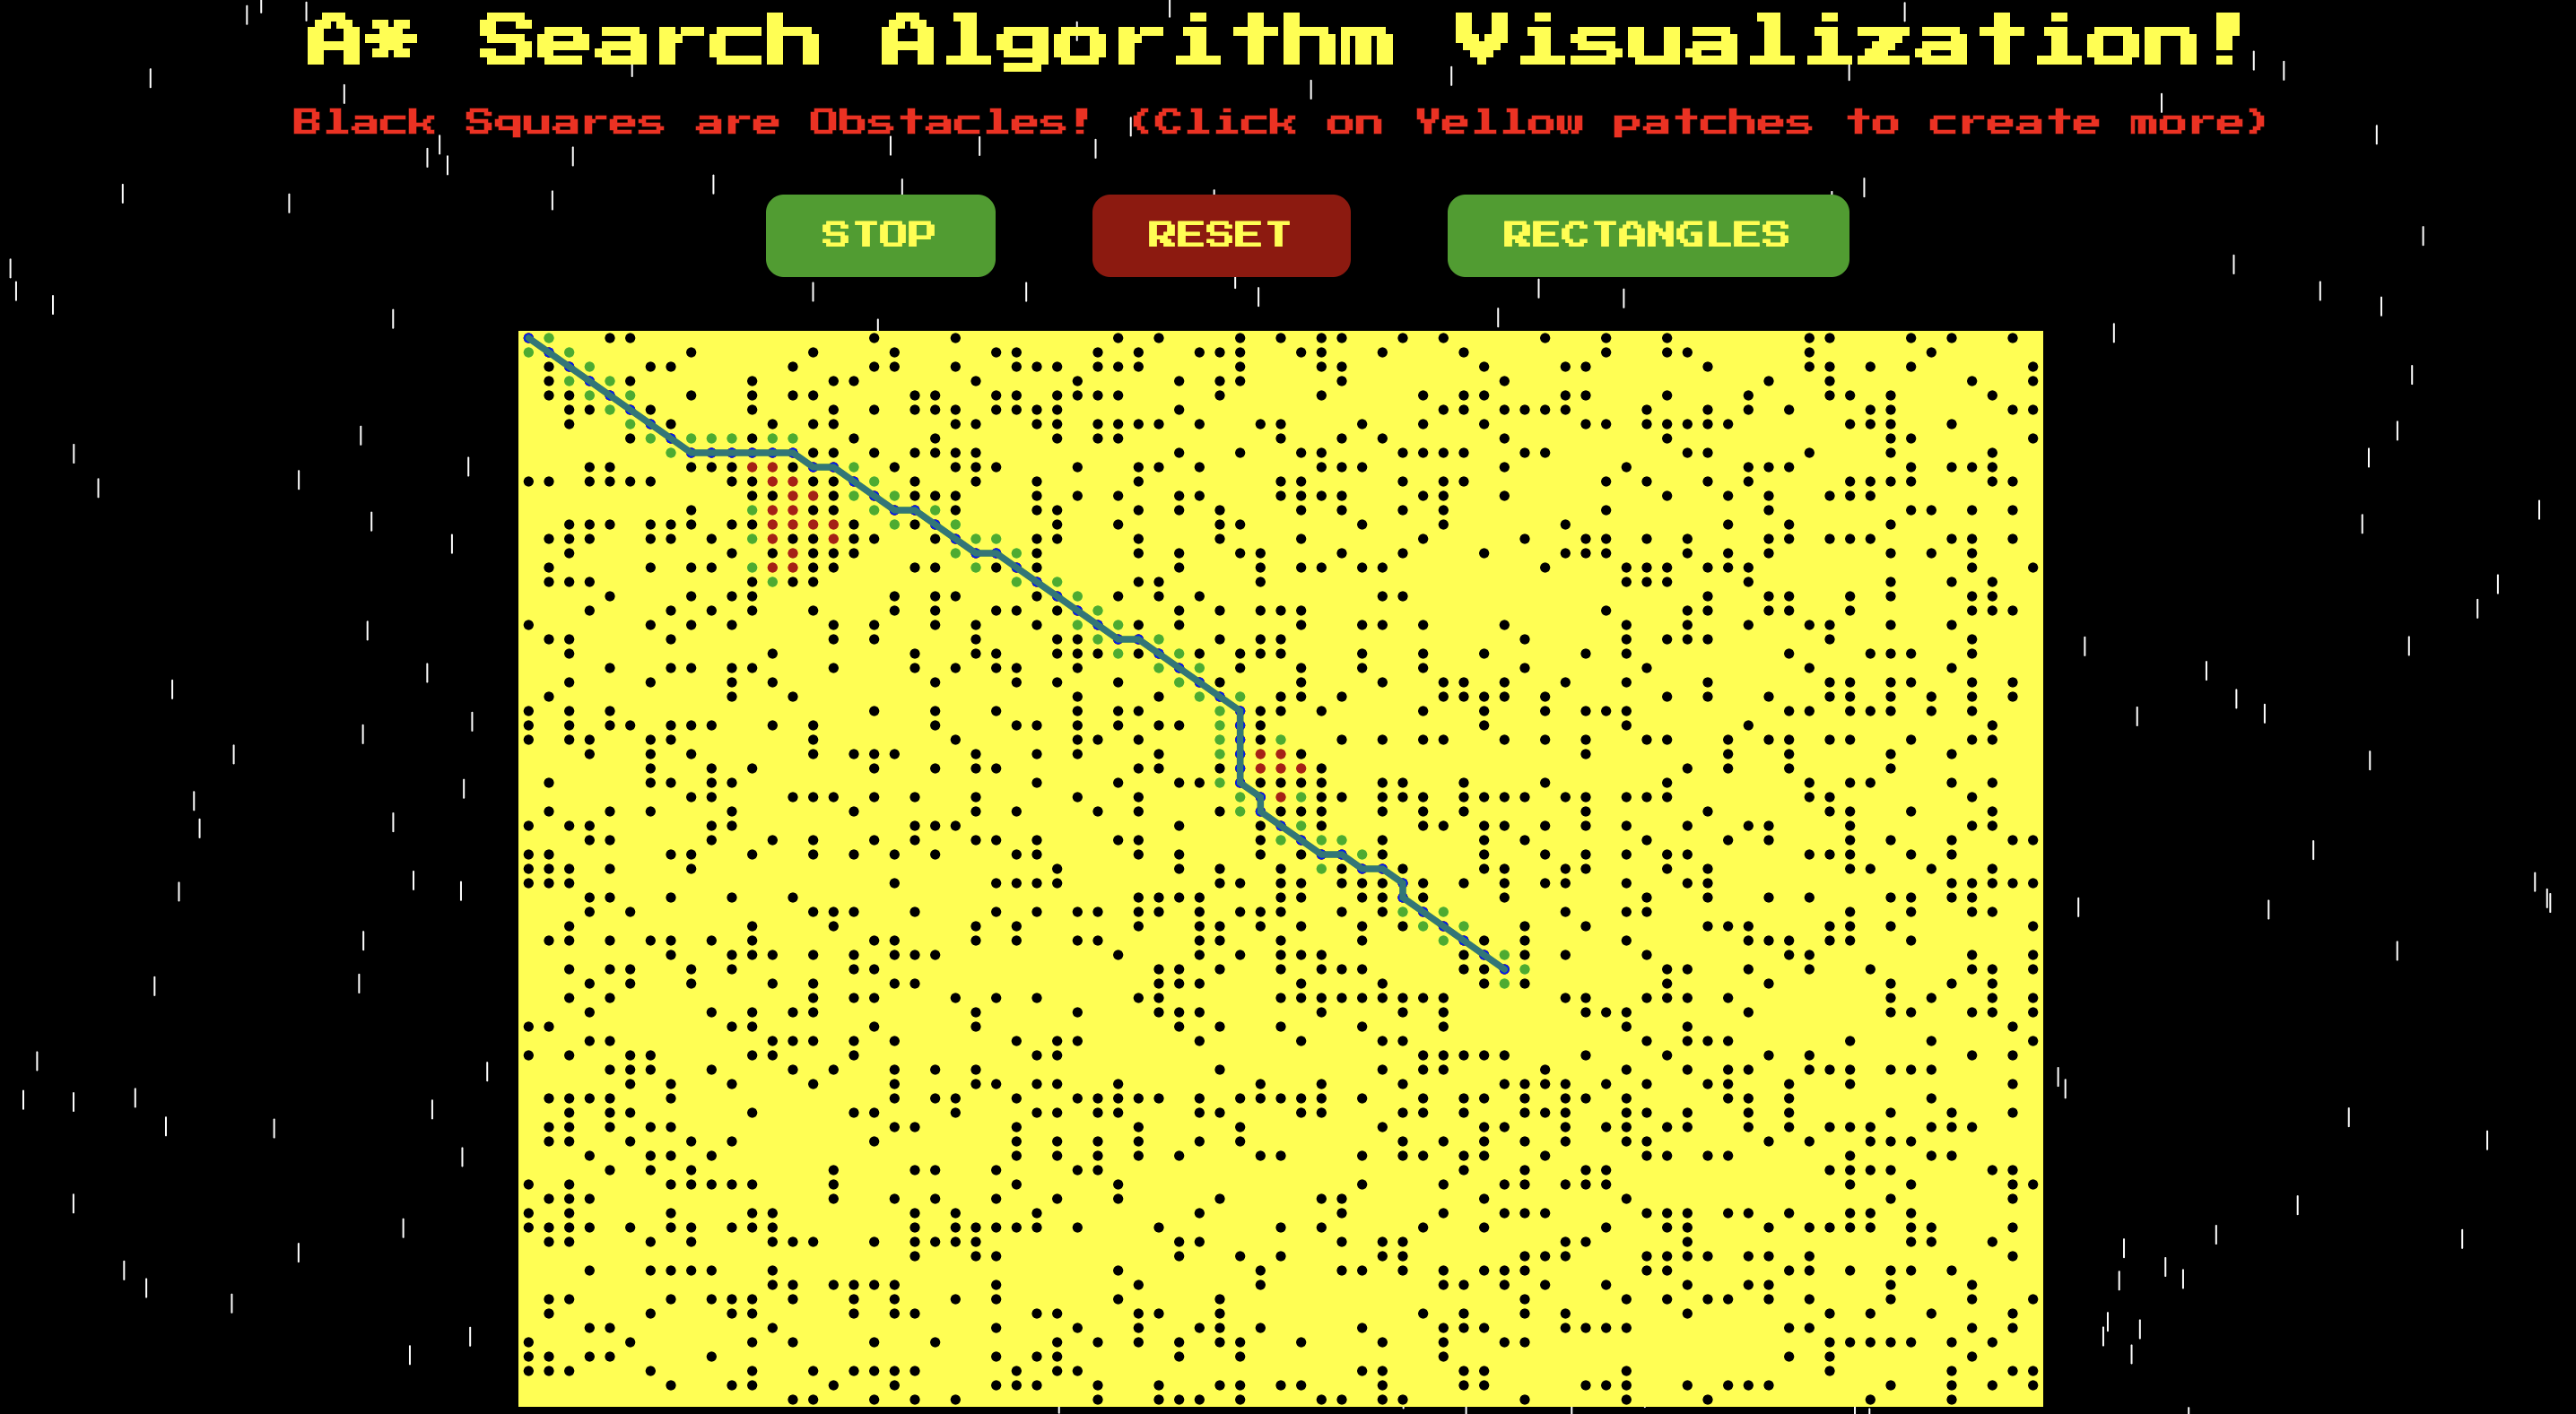 A* Search Algorithm Visualization!
Black Squares are Obstacles! (Click on Yellow patches to create more)
STOP RESET RECTANGLES